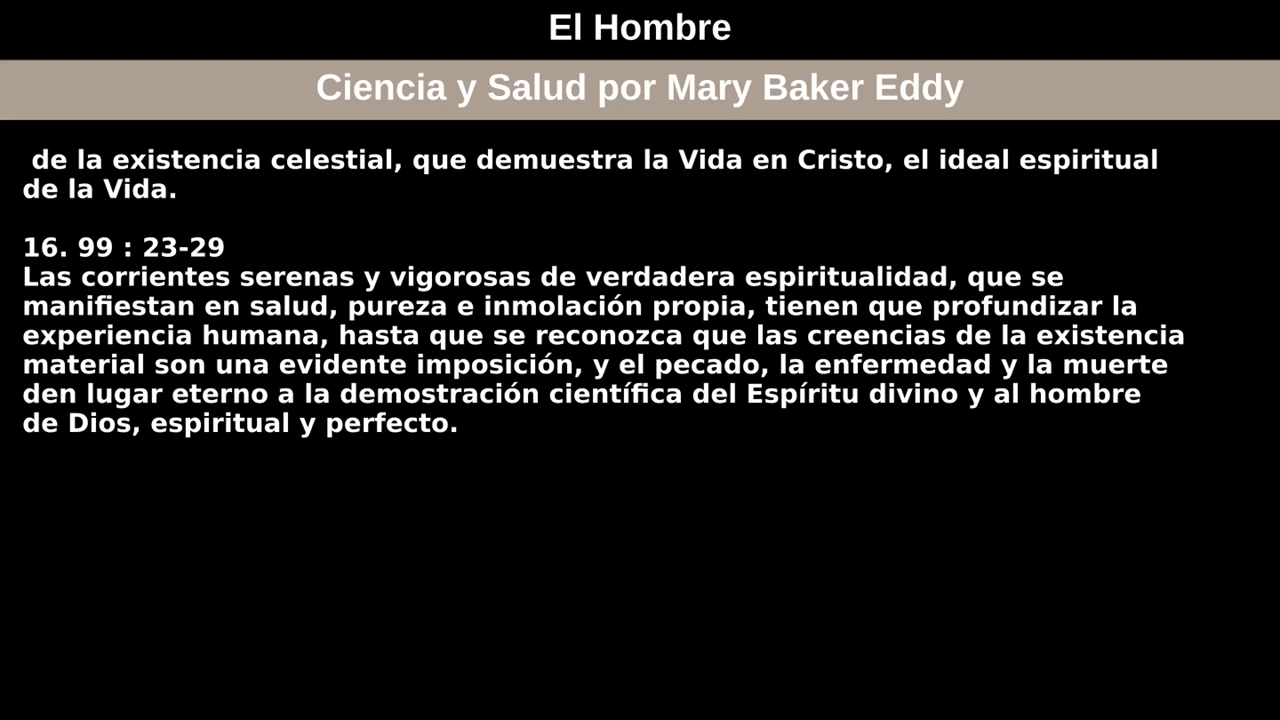 El Hombre
Ciencia y Salud por Mary Baker Eddy
de la existencia celestial, que demuestra la Vida en Cristo, el ideal espiritual
de la Vida.
16. 99 : 23-29
Las corrientes serenas y vigorosas de verdadera espiritualidad, que se
manifiestan en salud, pureza e inmolación propia, tienen que profundizar la
experiencia humana, hasta que se reconozca que las creencias de la existencia
material son una evidente imposición, y el pecado, la enfermedad y la muerte
den lugar eterno a la demostración científica del Espíritu divino y al hombre
de Dios, espiritual y perfecto.